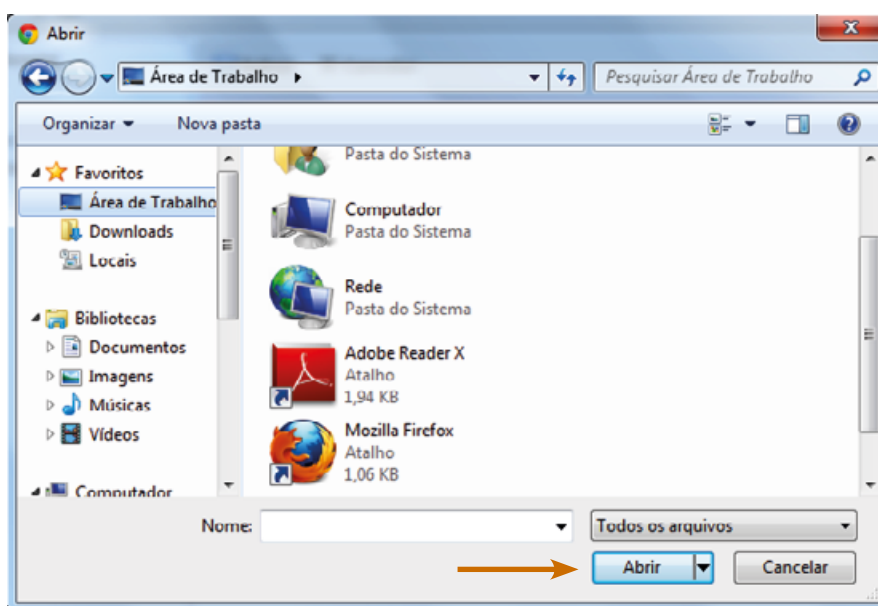 Abrir
Área de Trabalho
Pesquisar Área de Trabalho
Organizar
Nova pasta
Favoritos
Área de Trabalho
Downloads
Locais
Bibliotecas
Documentos
Imagens
Músicas
Vídeos
Computador
Pasta do Sistema
Computador
Pasta do Sistema
Rede
Pasta do Sistema
Adobe Reader X
Atalho
1,94 KB
Mozilla Firefox
Atalho
1,06 KB
Nome:
Todos os arquivos
Abrir
Cancelar